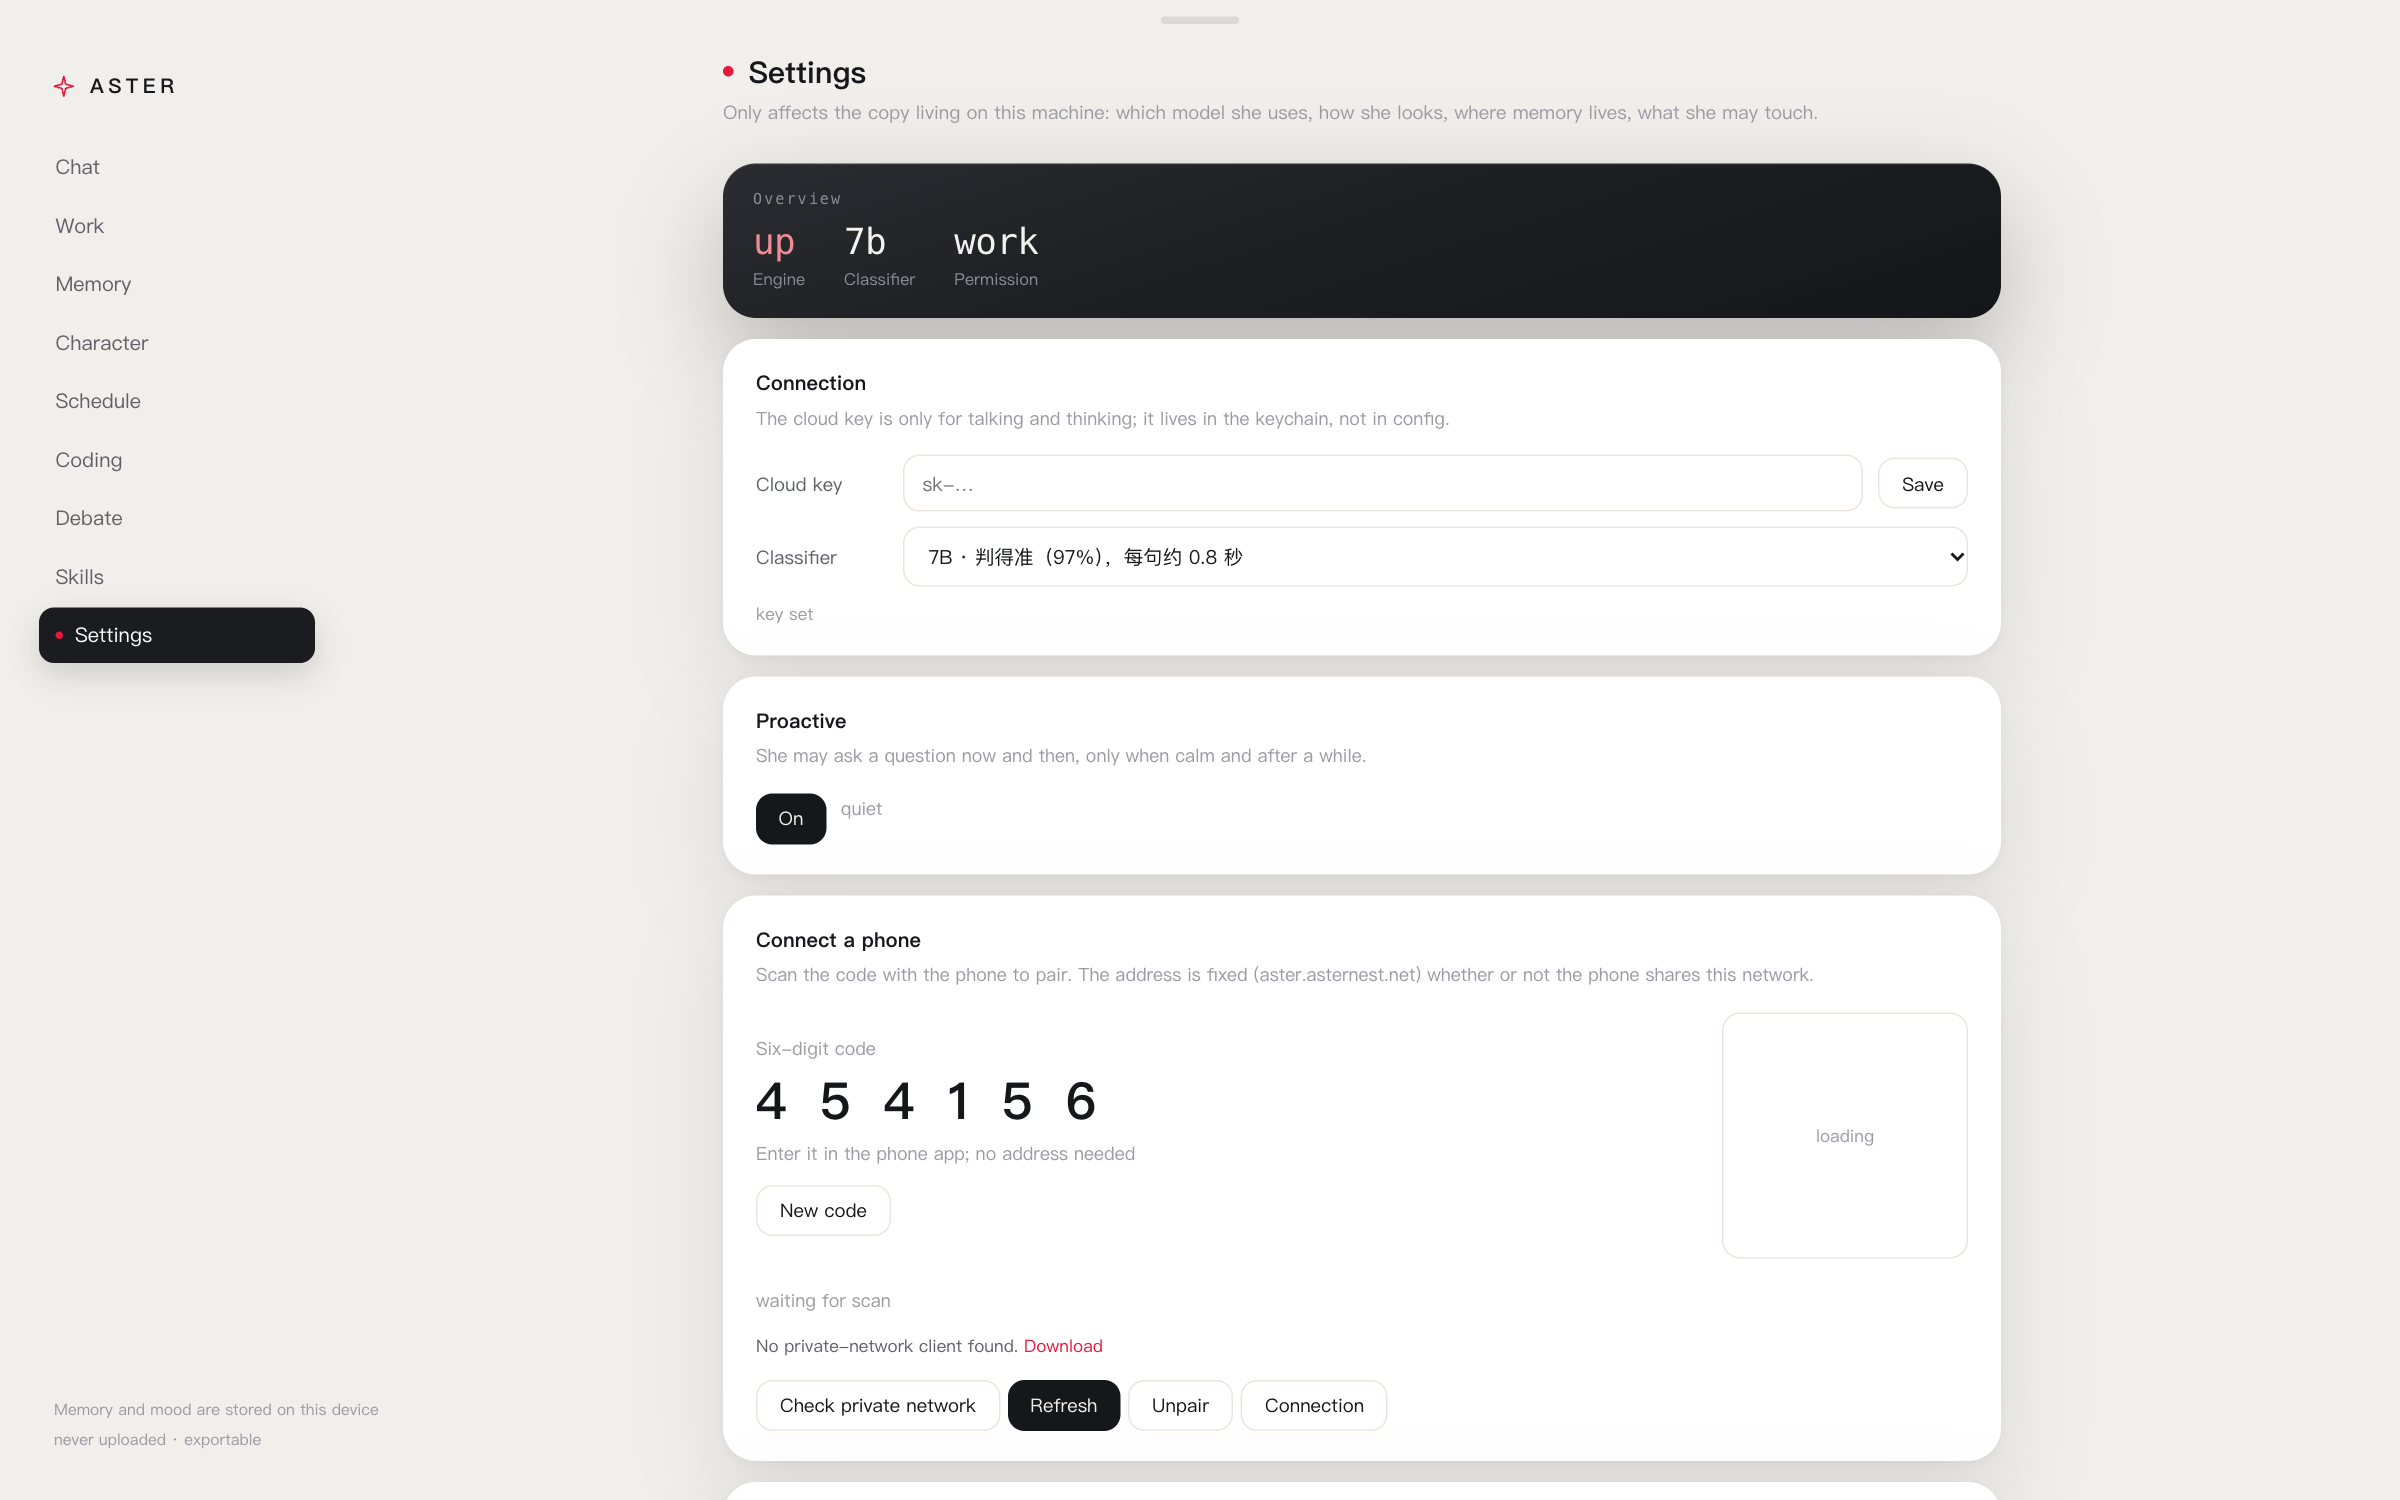 ASTER
Chat
Work
Memory
Character
Schedule
Coding
Debate
Skills
Settings
Memory and mood are stored on this device
never uploaded · exportable
Settings
Only affects the copy living on this machine: which model she uses, how she looks, where memory lives, what she may touch.
Overview
up 7b work
Engine Classifier Permission
Connection
The cloud key is only for talking and thinking; it lives in the keychain, not in config.
Cloud key sk-... Save
Classifier 7B · 判得准（97%），每句约 0.8 秒
key set
Proactive
She may ask a question now and then, only when calm and after a while.
On quiet
Connect a phone
Scan the code with the phone to pair. The address is fixed (aster.asternest.net) whether or not the phone shares this network.
Six-digit code
4 5 4 1 5 6
Enter it in the phone app; no address needed
New code
loading
waiting for scan
No private-network client found. Download
Check private network Refresh Unpair Connection